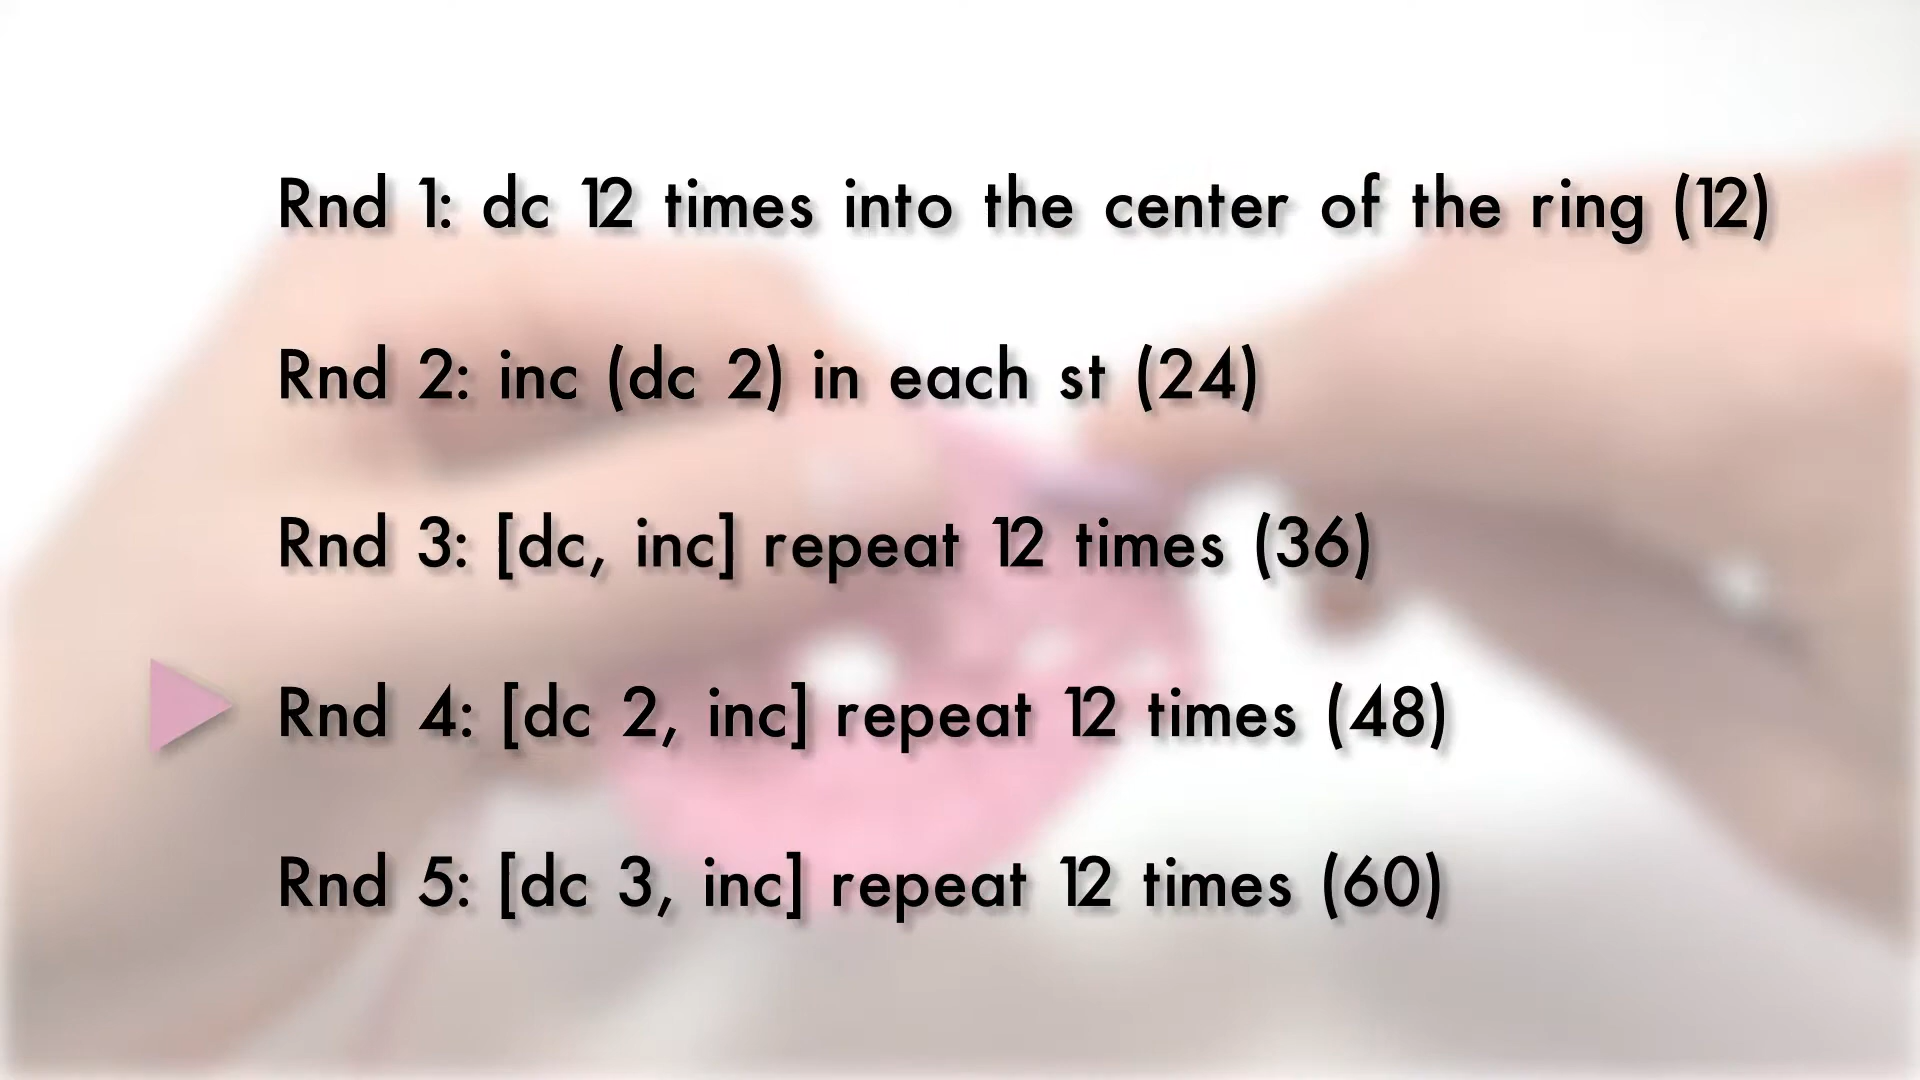 Rnd 1: dc 12 times into the center of the ring (12)
Rnd 2: inc (dc 2) in each st (24)
Rnd 3: [dc, inc] repeat 12 times (36)
Rnd 4: [dc 2, inc] repeat 12 times (48)
Rnd 5: [dc 3, inc] repeat 12 times (60)